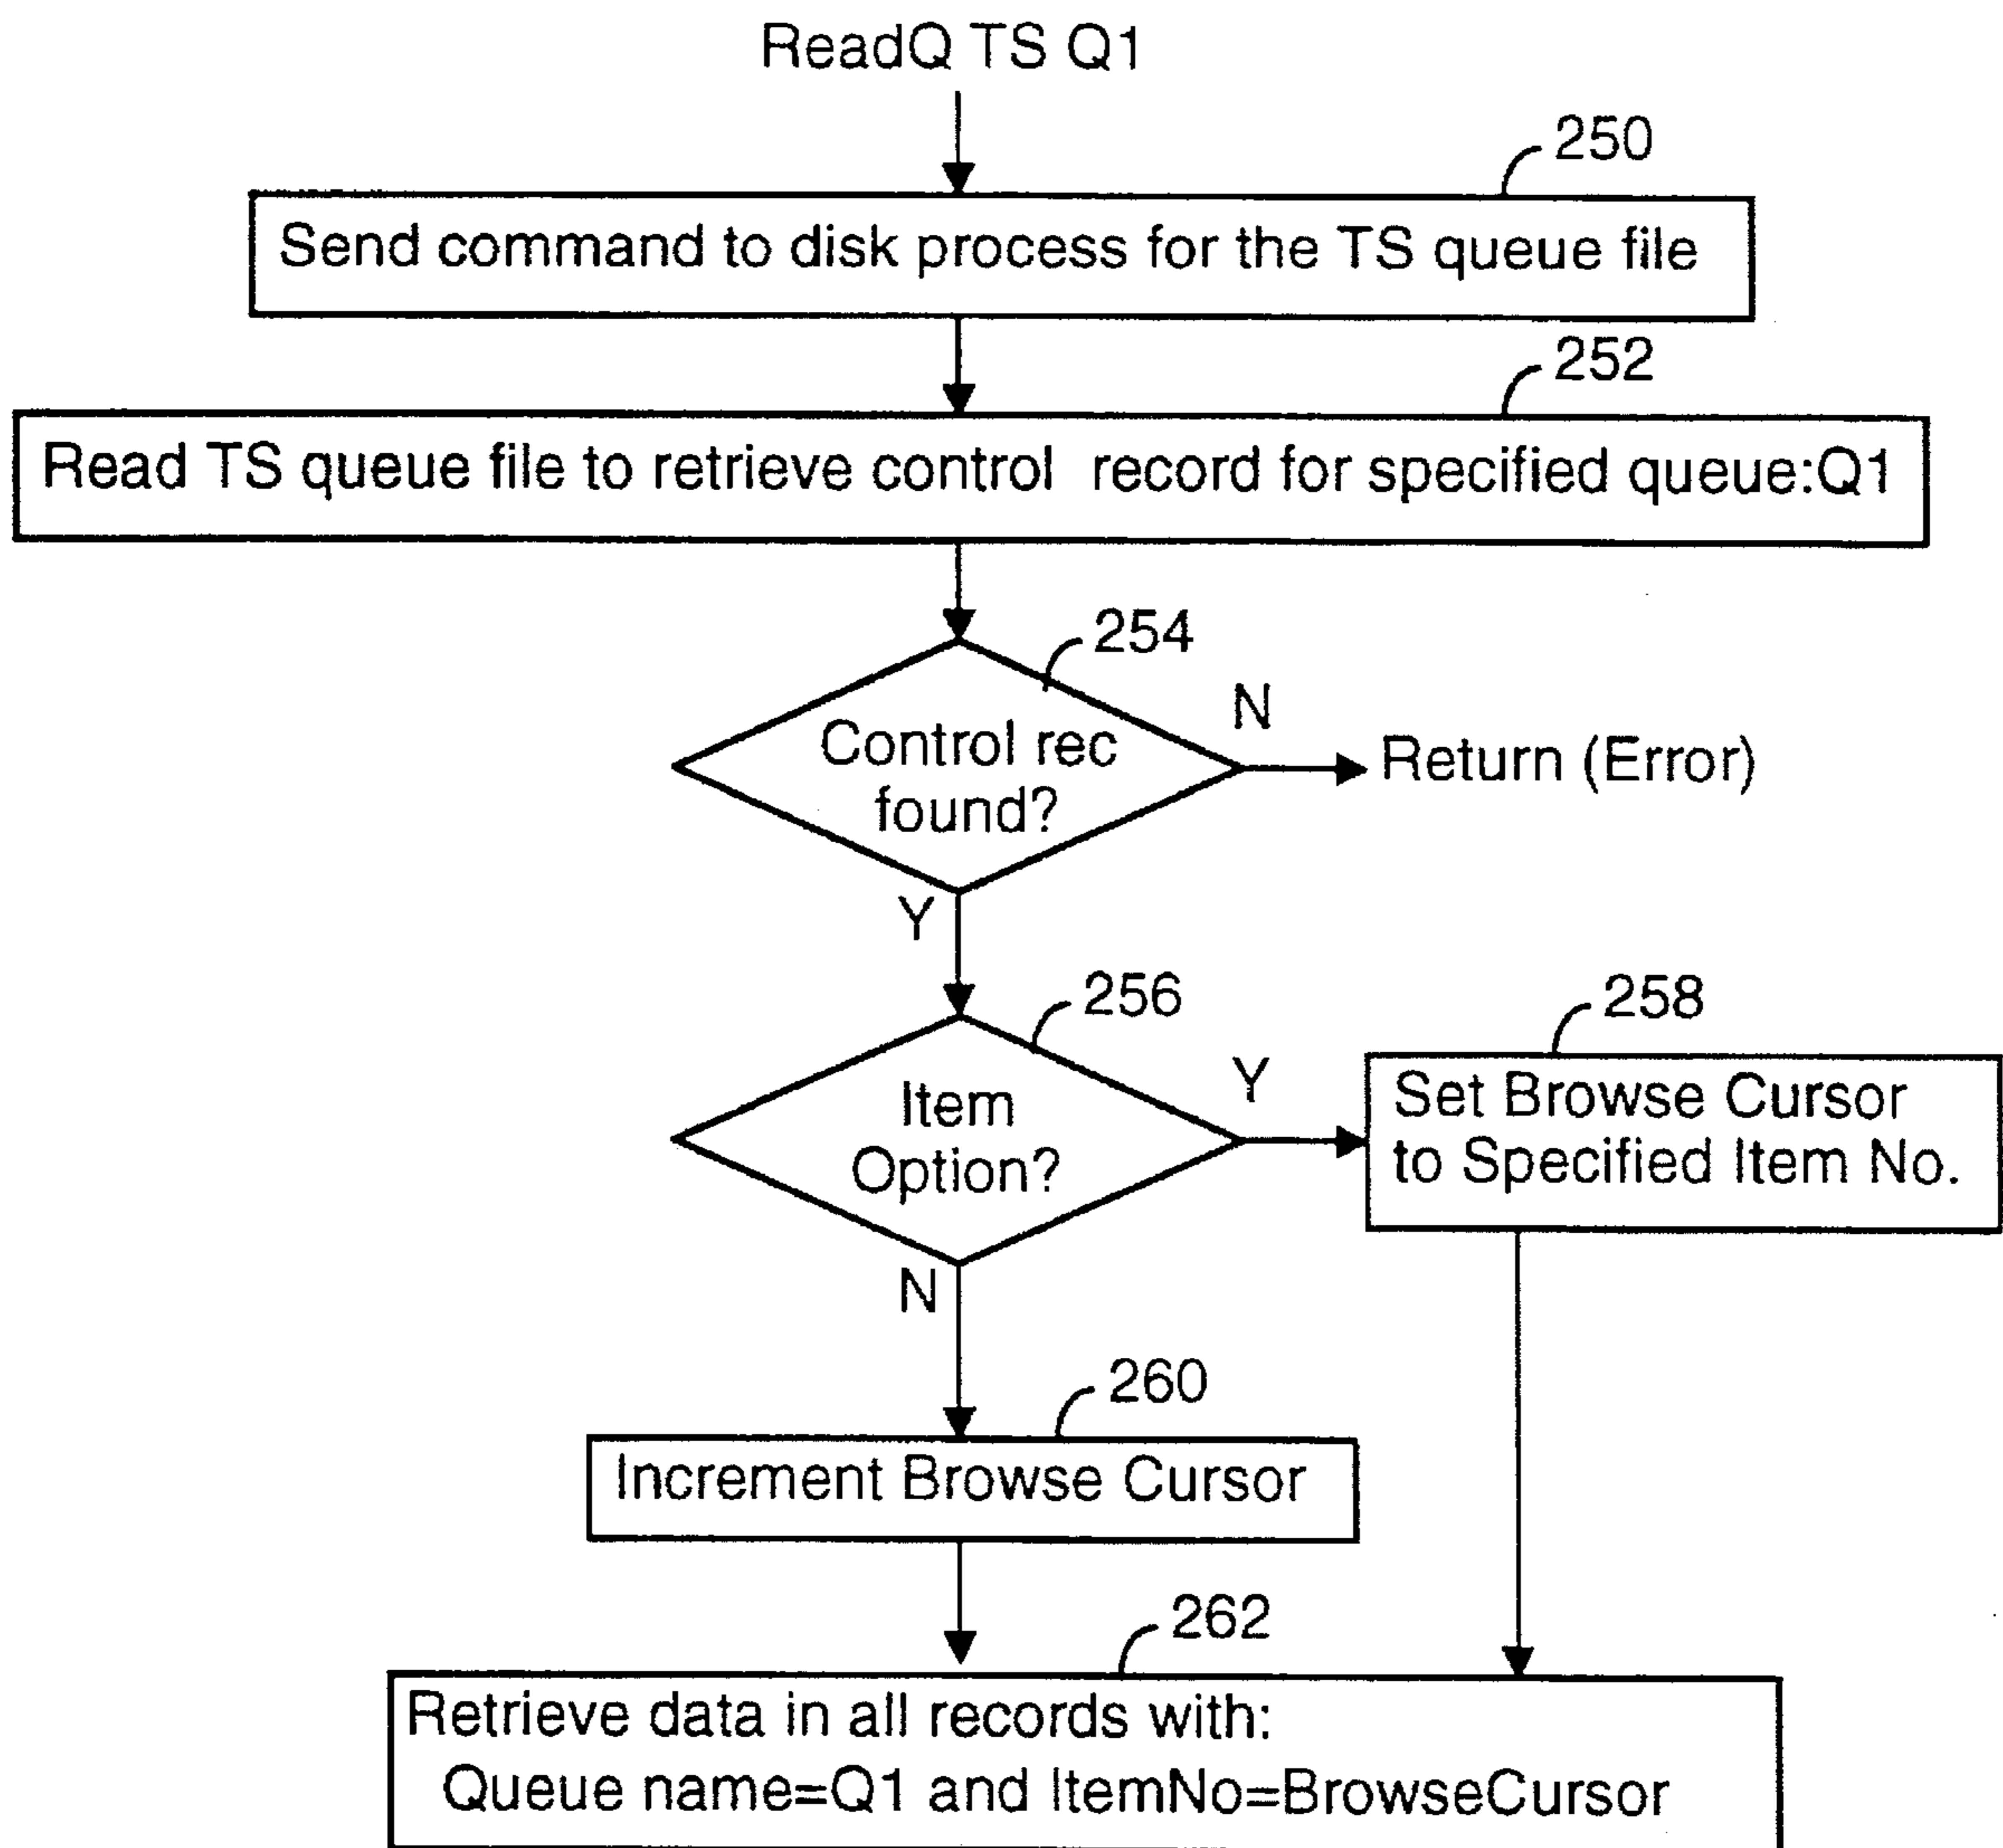 ReadQ TS Q1
250
Send command to disk process for the TS queue file
252
Read TS queue file to retrieve control record for specified queue:Q1
254
Control rec
found?
N
Return (Error)
Y
256
Item
Option?
Y
258
Set Browse Cursor
to Specified Item No.
N
260
Increment Browse Cursor
262
Retrieve data in all records with:
Queue name=Q1 and ItemNo=BrowseCursor